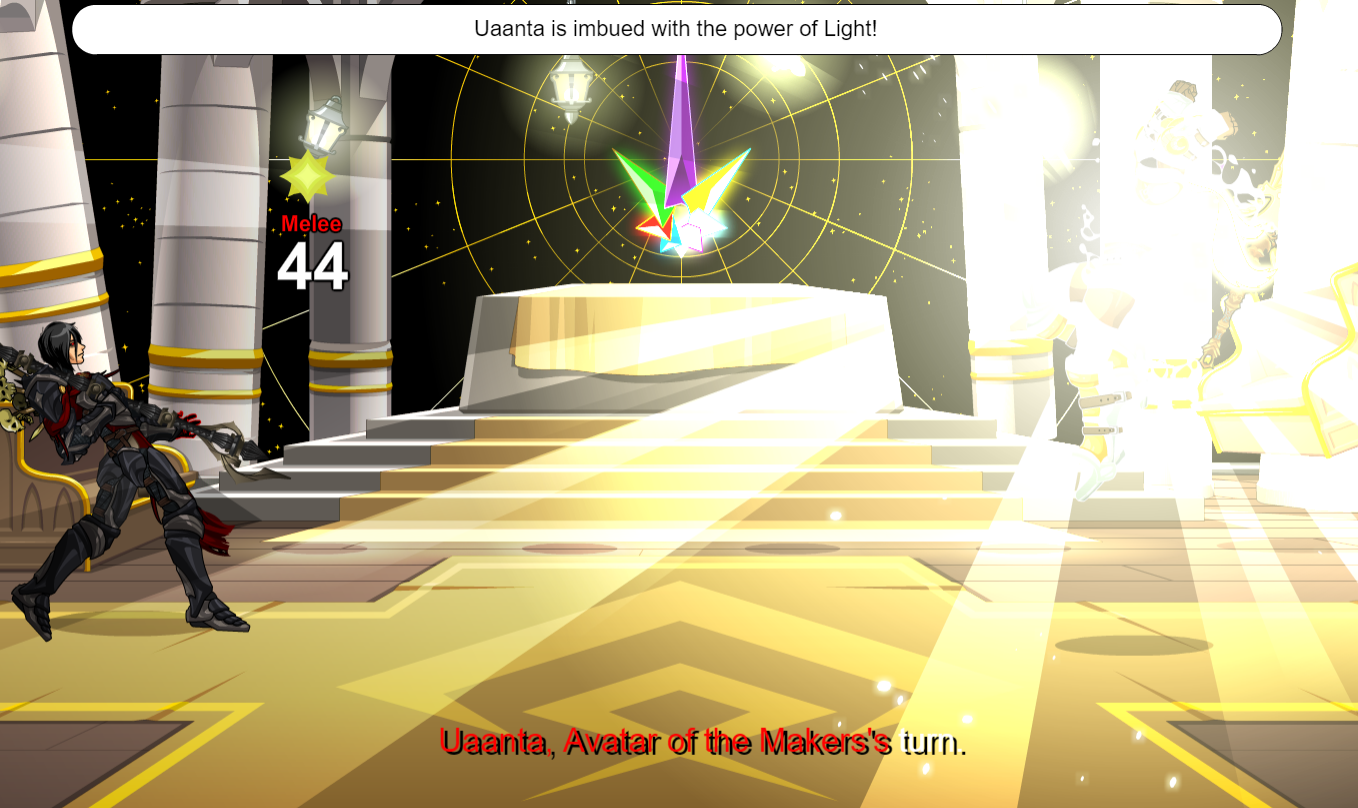 Uaanta is imbued with the power of Light!
Melee
44
Uaanta, Avatar of the Makers's turn.